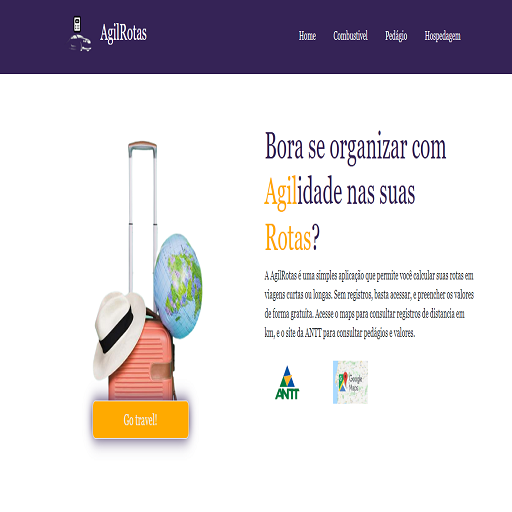 AgilRotas
Home Combustível Pedágio Hospedagem
Bora se organizar com
Agilidade nas suas
Rotas?
A AgilRotas é uma simples aplicação que permite você calcular suas rotas em
viagens curtas ou longas. Sem registros, basta acessar, e preencher os valores
de forma gratuita. Acesse o maps para consultar registros de distancia em
km, e o site da ANTT para consultar pedágios e valores.
ANTT
Google
Maps
Go travel!